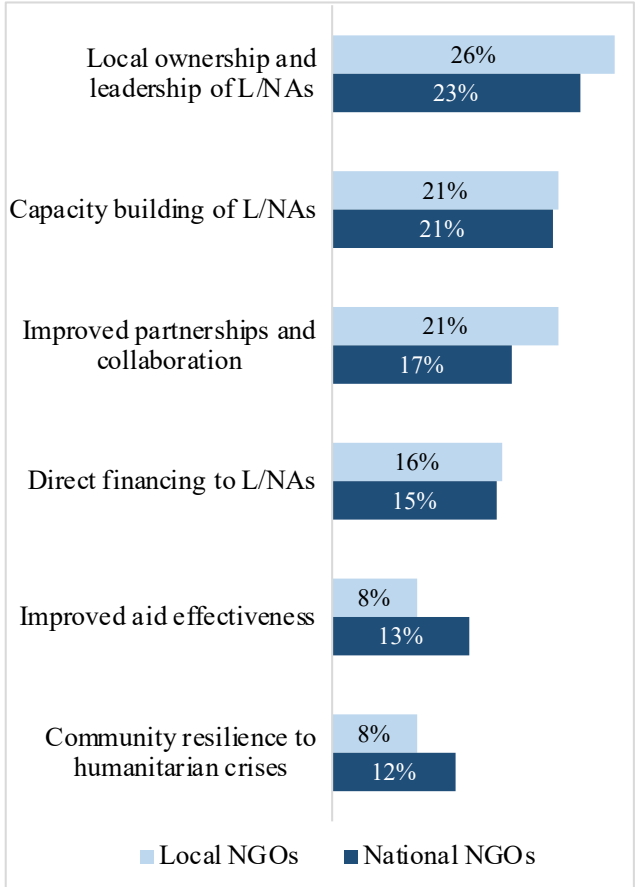 Local ownership and
leadership of L/NAs
26%
23%
Capacity building of L/NAs
21%
21%
Improved partnerships and
collaboration
21%
17%
Direct financing to L/NAs
16%
15%
Improved aid effectiveness
8%
13%
Community resilience to
humanitarian crises
8%
12%
Local NGOs
National NGOs